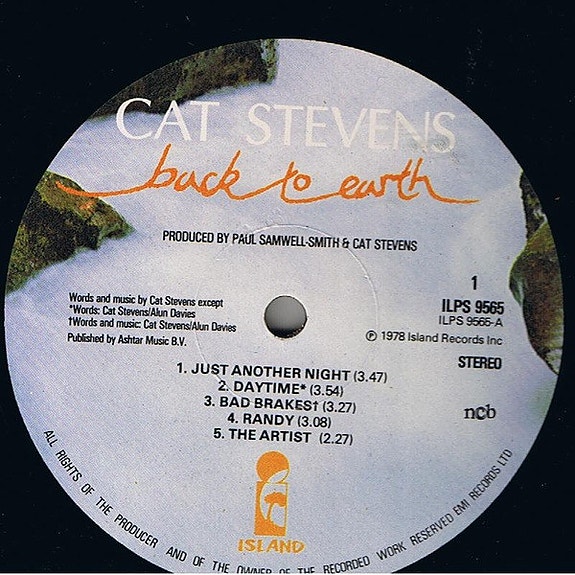 CAT STEVENS
back to earth
PRODUCED BY PAUL SAMWELL-SMITH & CAT STEVENS
1
ILPS 9565
ILPS 9565-A
Words and music by Cat Stevens except
*Words: Cat Stevens/Alun Davies
†Words and music: Cat Stevens/Alun Davies
Published by Ashtar Music B.V.
℗ 1978 Island Records Inc
STEREO
1. JUST ANOTHER NIGHT (3.47)
2. DAYTIME* (3.54)
3. BAD BRAKES† (3.27)
4. RANDY (3.08)
5. THE ARTIST (2.27)
ncb
ISLAND
ALL RIGHTS OF THE PRODUCER AND OF THE OWNER OF THE RECORDED WORK RESERVED EMI RECORDS LTD